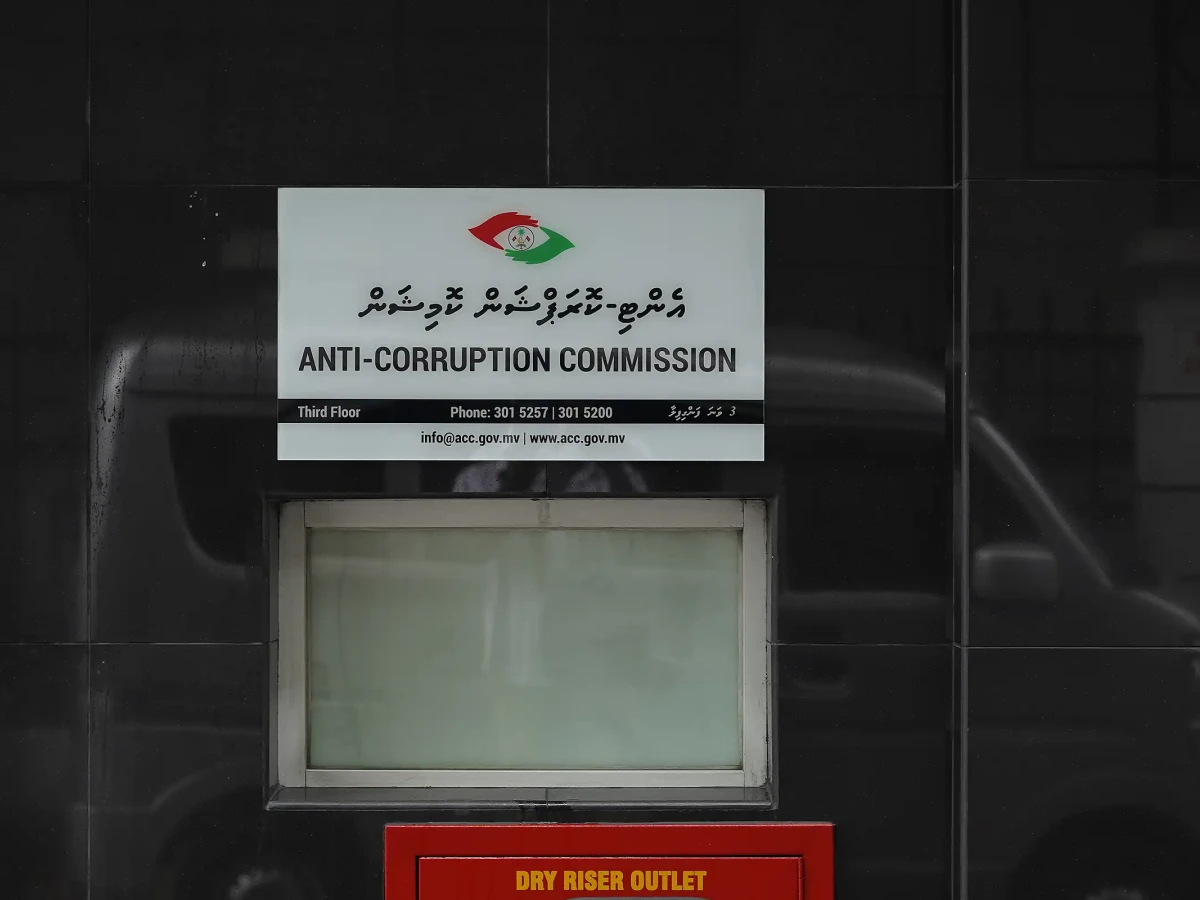 އެންޓި-ކޮރަޕްޝަން ކޮމިޝަން
ANTI-CORRUPTION COMMISSION
Third Floor Phone: 301 5257 | 301 5200 3 ވަނަ ފަންގިފިލާ
info@acc.gov.mv | www.acc.gov.mv
DRY RISER OUTLET